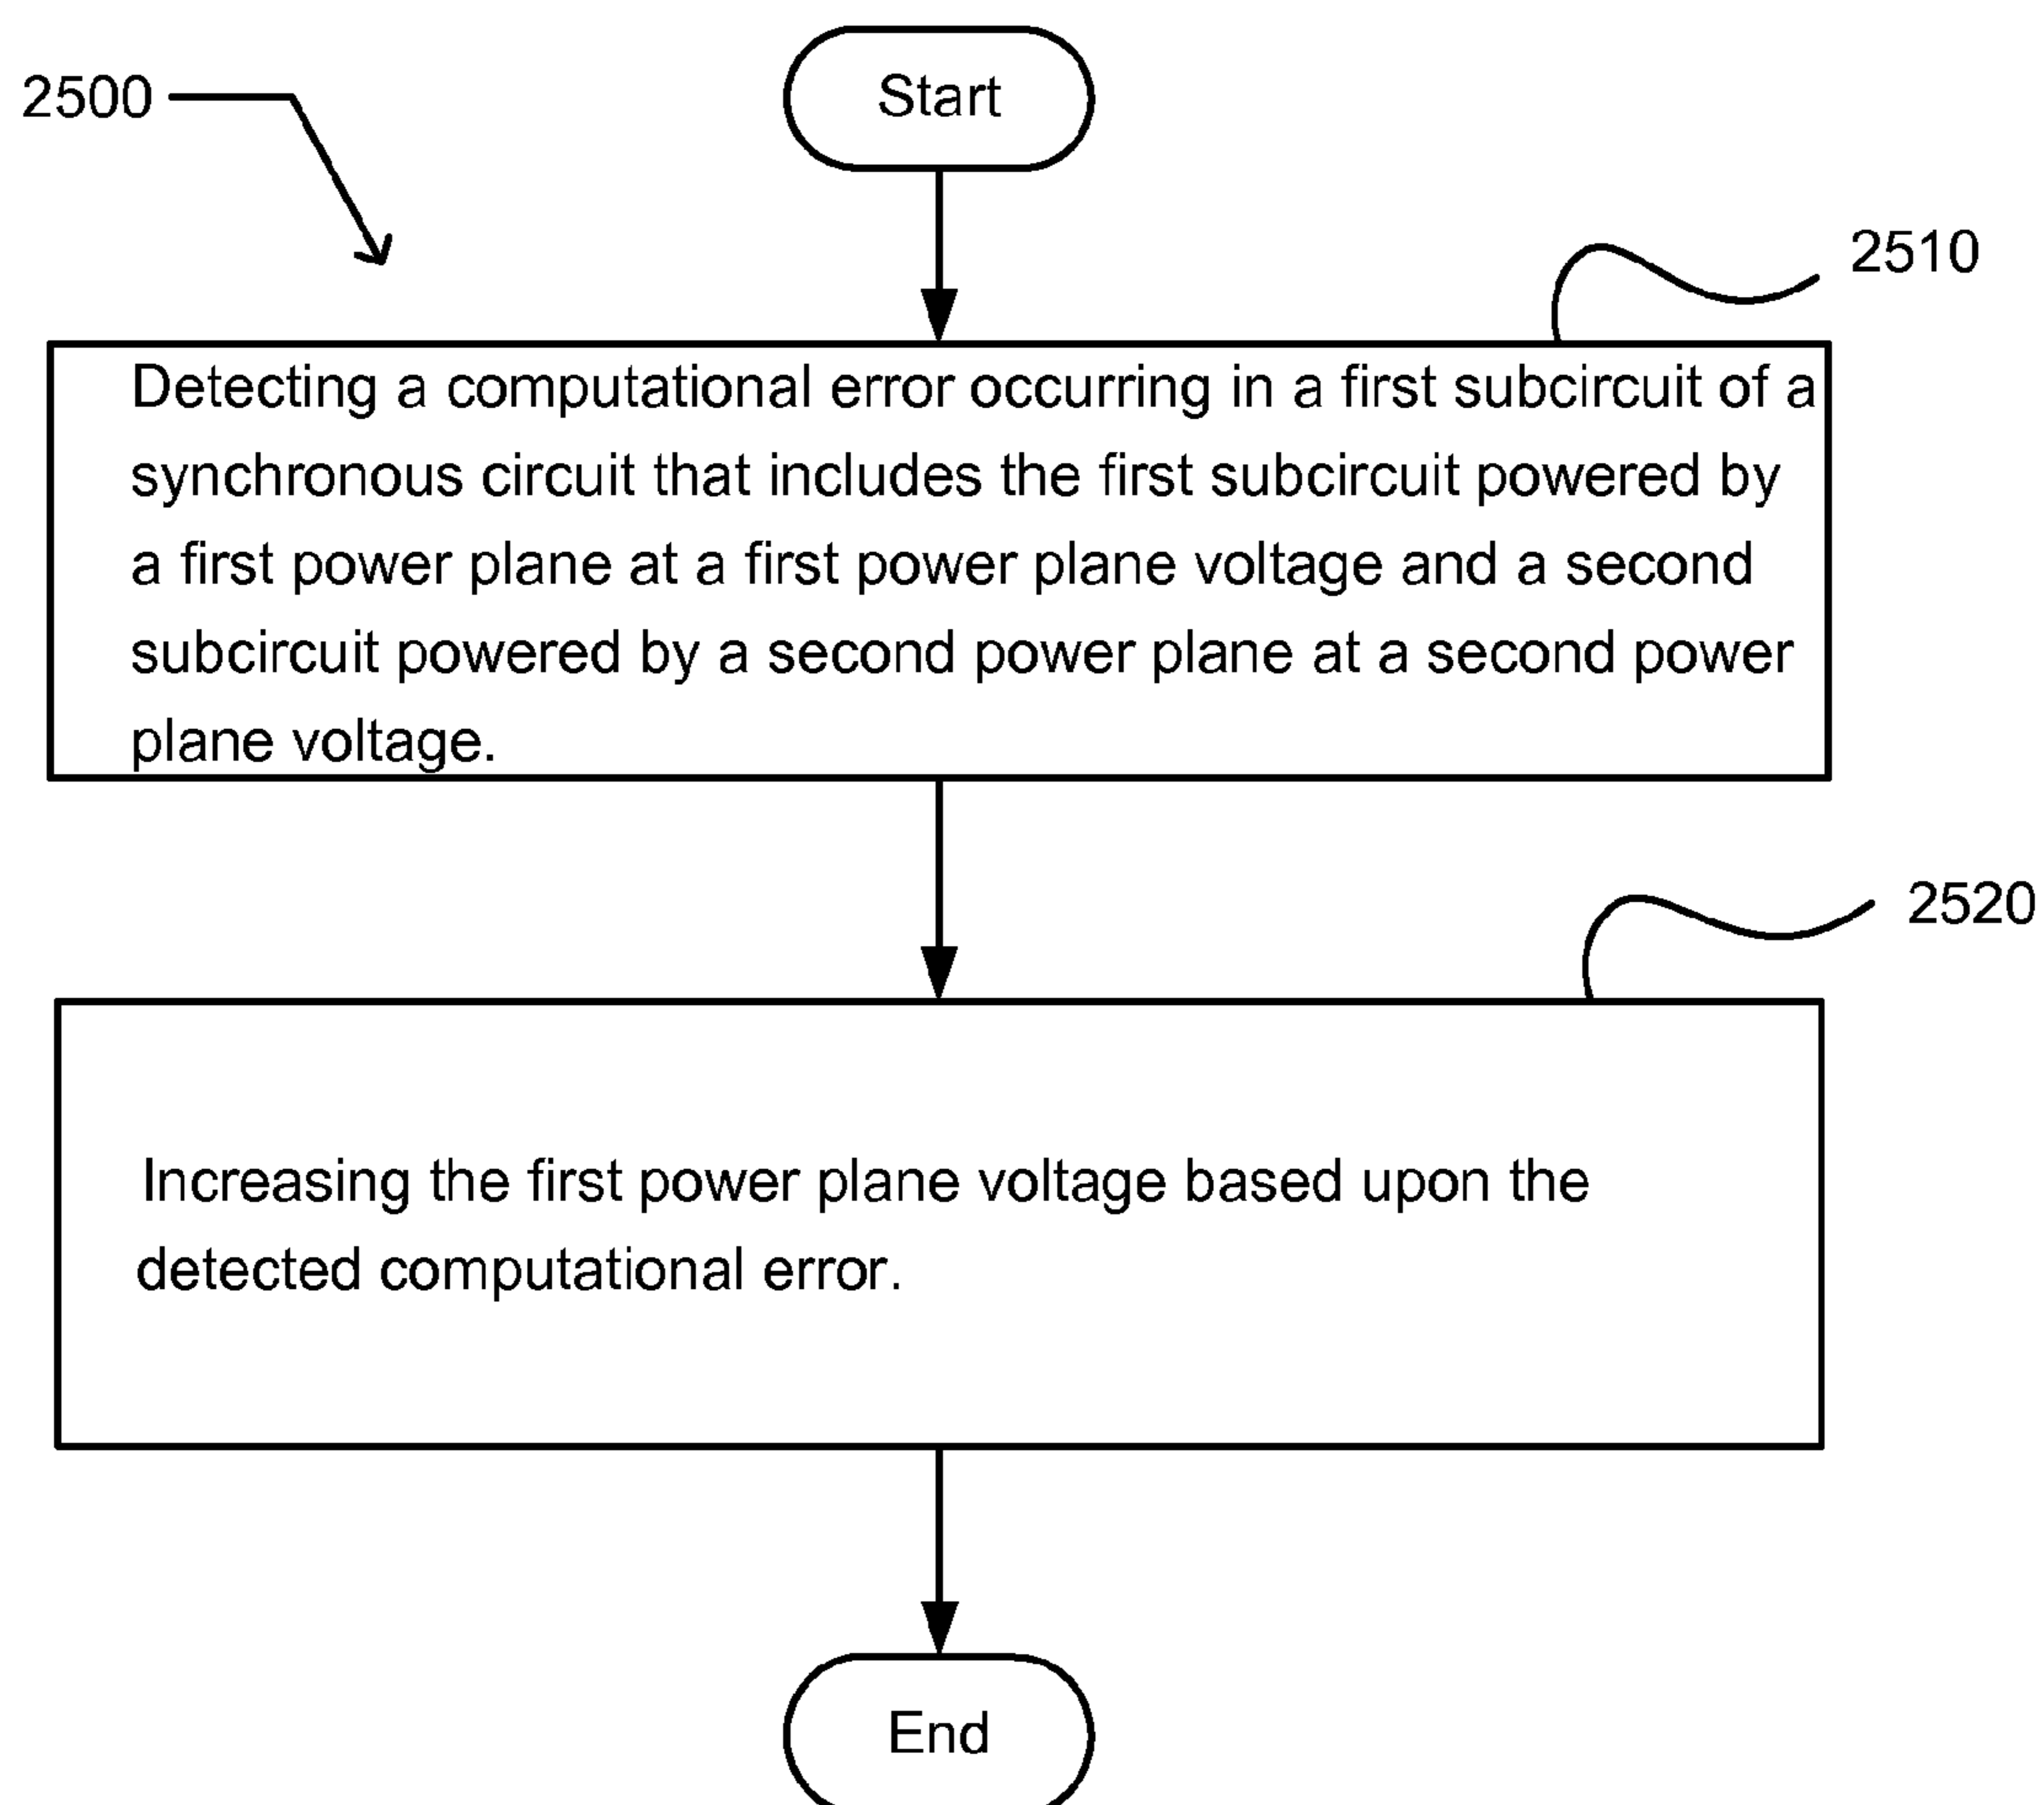 2500
Start
2510
Detecting a computational error occurring in a first subcircuit of a
synchronous circuit that includes the first subcircuit powered by
a first power plane at a first power plane voltage and a second
subcircuit powered by a second power plane at a second power
plane voltage.
2520
Increasing the first power plane voltage based upon the
detected computational error.
End